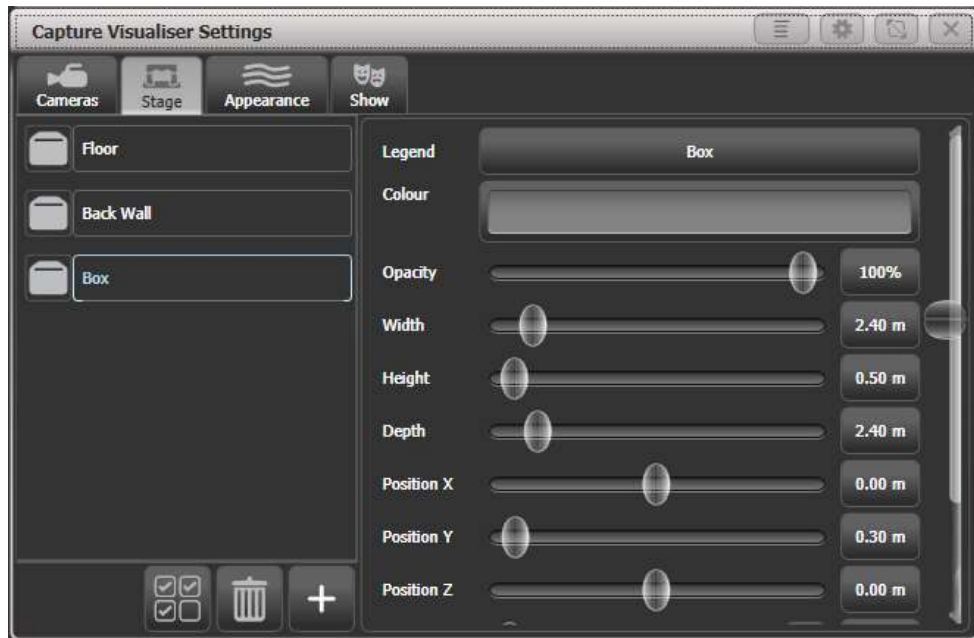 Capture Visualiser Settings
Cameras
Stage
Appearance
Show
Floor
Back Wall
Box
Legend
Box
Colour
Opacity
100%
Width
2.40 m
Height
0.50 m
Depth
2.40 m
Position X
0.00 m
Position Y
0.30 m
Position Z
0.00 m